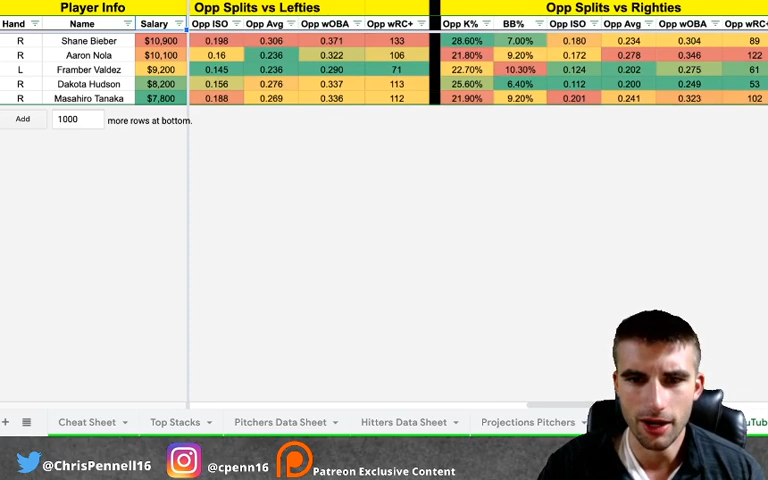 Player Info Opp Splits vs Lefties Opp Splits vs Righties
Hand Name Salary Opp ISO Opp Avg Opp wOBA Opp wRC+ Opp K% BB% Opp ISO Opp Avg Opp wOBA Opp wRC+
R Shane Bieber $10,900 0.198 0.306 0.371 133 28.60% 7.00% 0.180 0.234 0.304 89
R Aaron Nola $10,100 0.16 0.236 0.322 106 21.80% 9.20% 0.172 0.278 0.346 122
L Framber Valdez $9,200 0.145 0.236 0.290 71 22.70% 10.30% 0.124 0.202 0.275 61
R Dakota Hudson $8,200 0.156 0.276 0.337 113 25.60% 6.40% 0.112 0.200 0.249 53
R Masahiro Tanaka $7,800 0.188 0.269 0.336 112 21.90% 9.20% 0.201 0.241 0.323 102
Add 1000 more rows at bottom.
+ Cheat Sheet Top Stacks Pitchers Data Sheet Hitters Data Sheet Projections Pitchers
@ChrisPennell16 @cpenn16 Patreon Exclusive Content